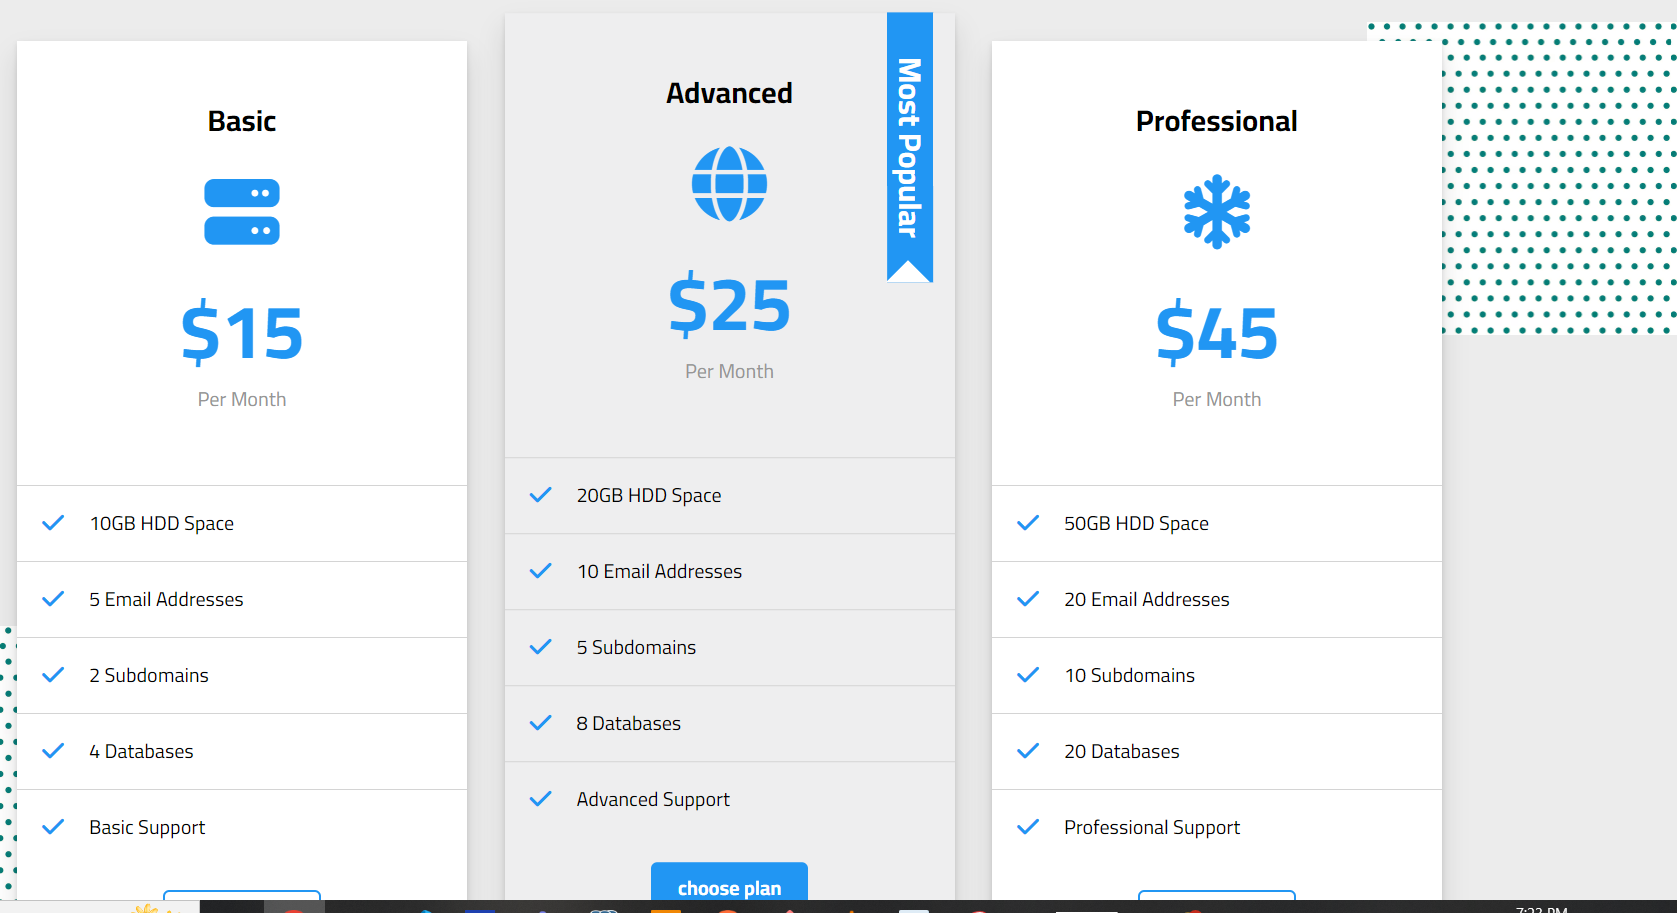 Basic
$15
Per Month
10GB HDD Space
5 Email Addresses
2 Subdomains
4 Databases
Basic Support
Most Popular
Advanced
$25
Per Month
20GB HDD Space
10 Email Addresses
5 Subdomains
8 Databases
Advanced Support
choose plan
Professional
$45
Per Month
50GB HDD Space
20 Email Addresses
10 Subdomains
20 Databases
Professional Support